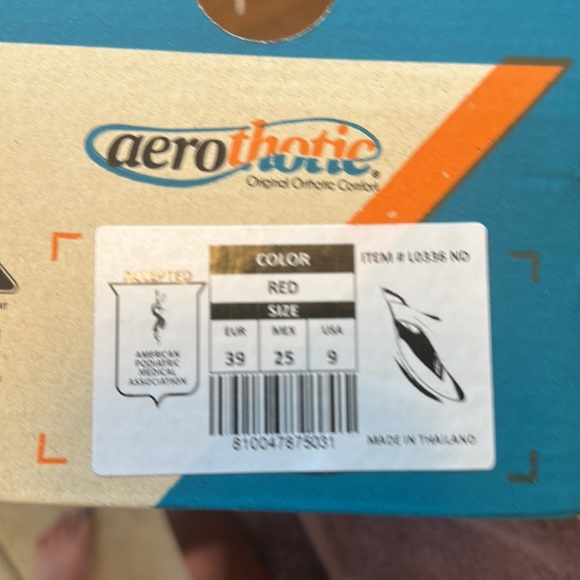 aerothotic®
Original Orthotic Comfort
ACCEPTED
AMERICAN
PODIATRIC
MEDICAL
ASSOCIATION
COLOR
RED
SIZE
EUR MEX USA
39 25 9
810047875031
ITEM # L0336 ND
MADE IN THAILAND